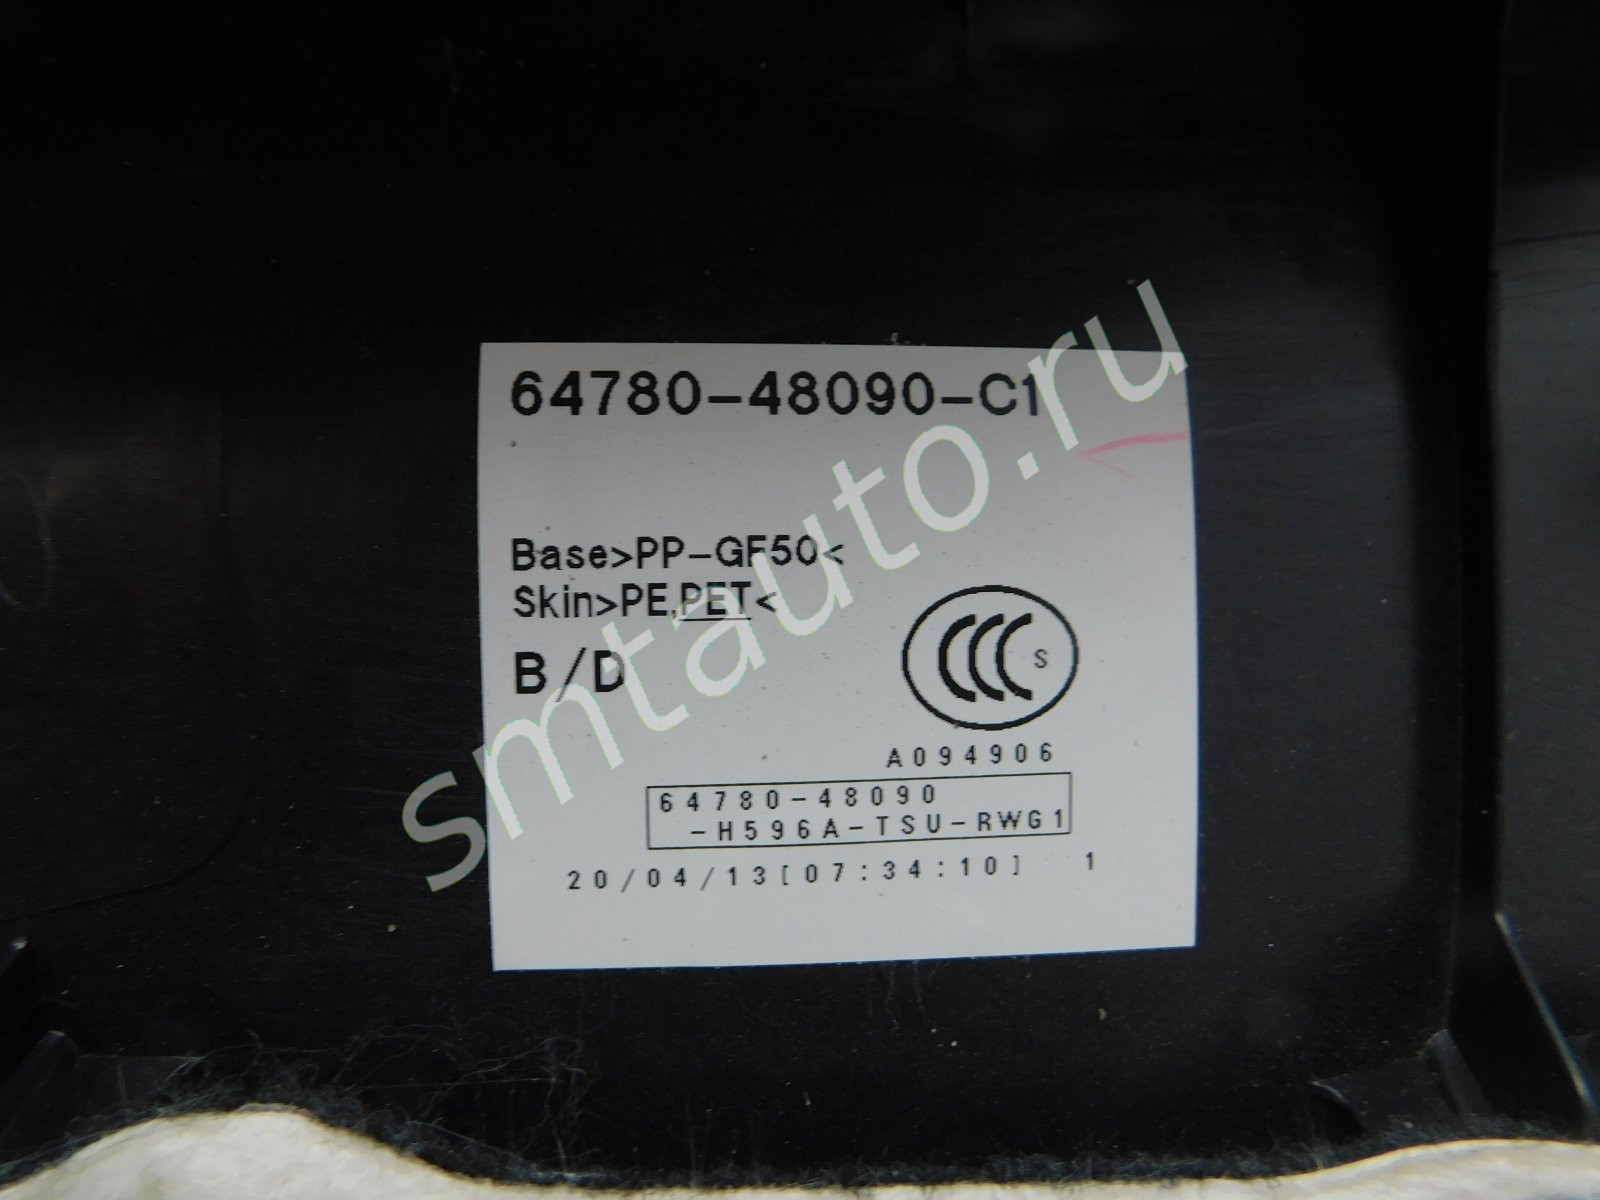 64780-48090-C1
Base>PP-GF50<
Skin>PE,PET<
B/D
CCC S
A094906
64780-48090
-H596A-TSU-RWG1
20/04/13[07:34:10] 1
smtauto.ru